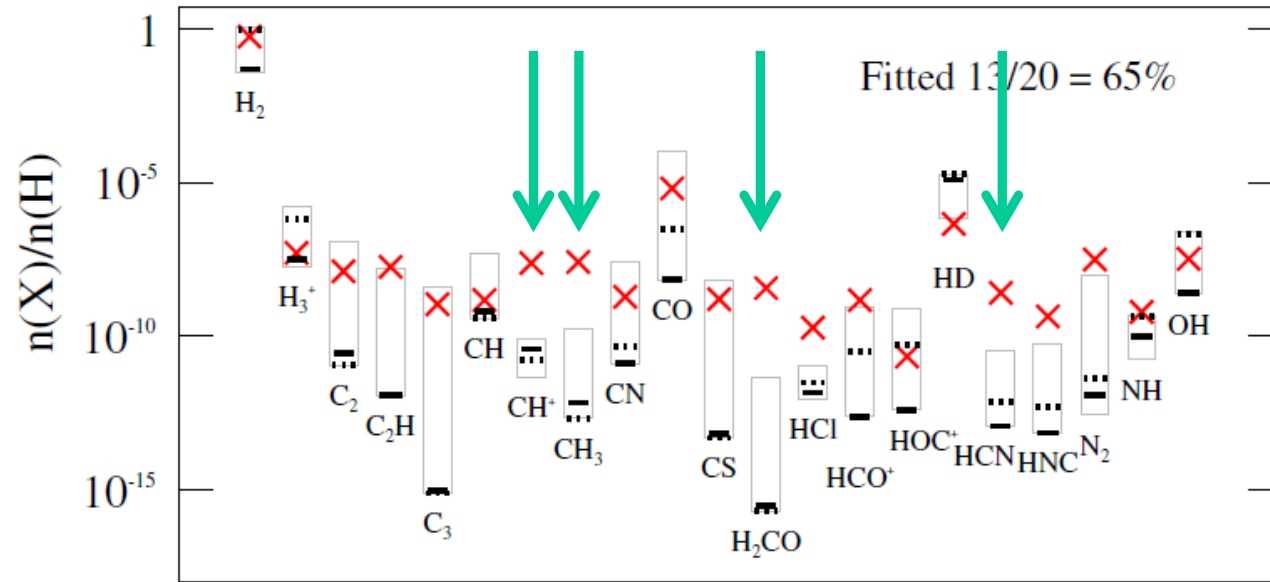 n(X)/n(H)
1
10⁻⁵
10⁻¹⁰
10⁻¹⁵
Fitted 13/20 = 65%
H₂
H₃⁺
C₂
C₂H
C₃
CH
CH⁺
CH₃
CN
CO
CS
H₂CO
HCl
HCO⁺
HOC⁺
HD
HCN
HNC
N₂
NH
OH